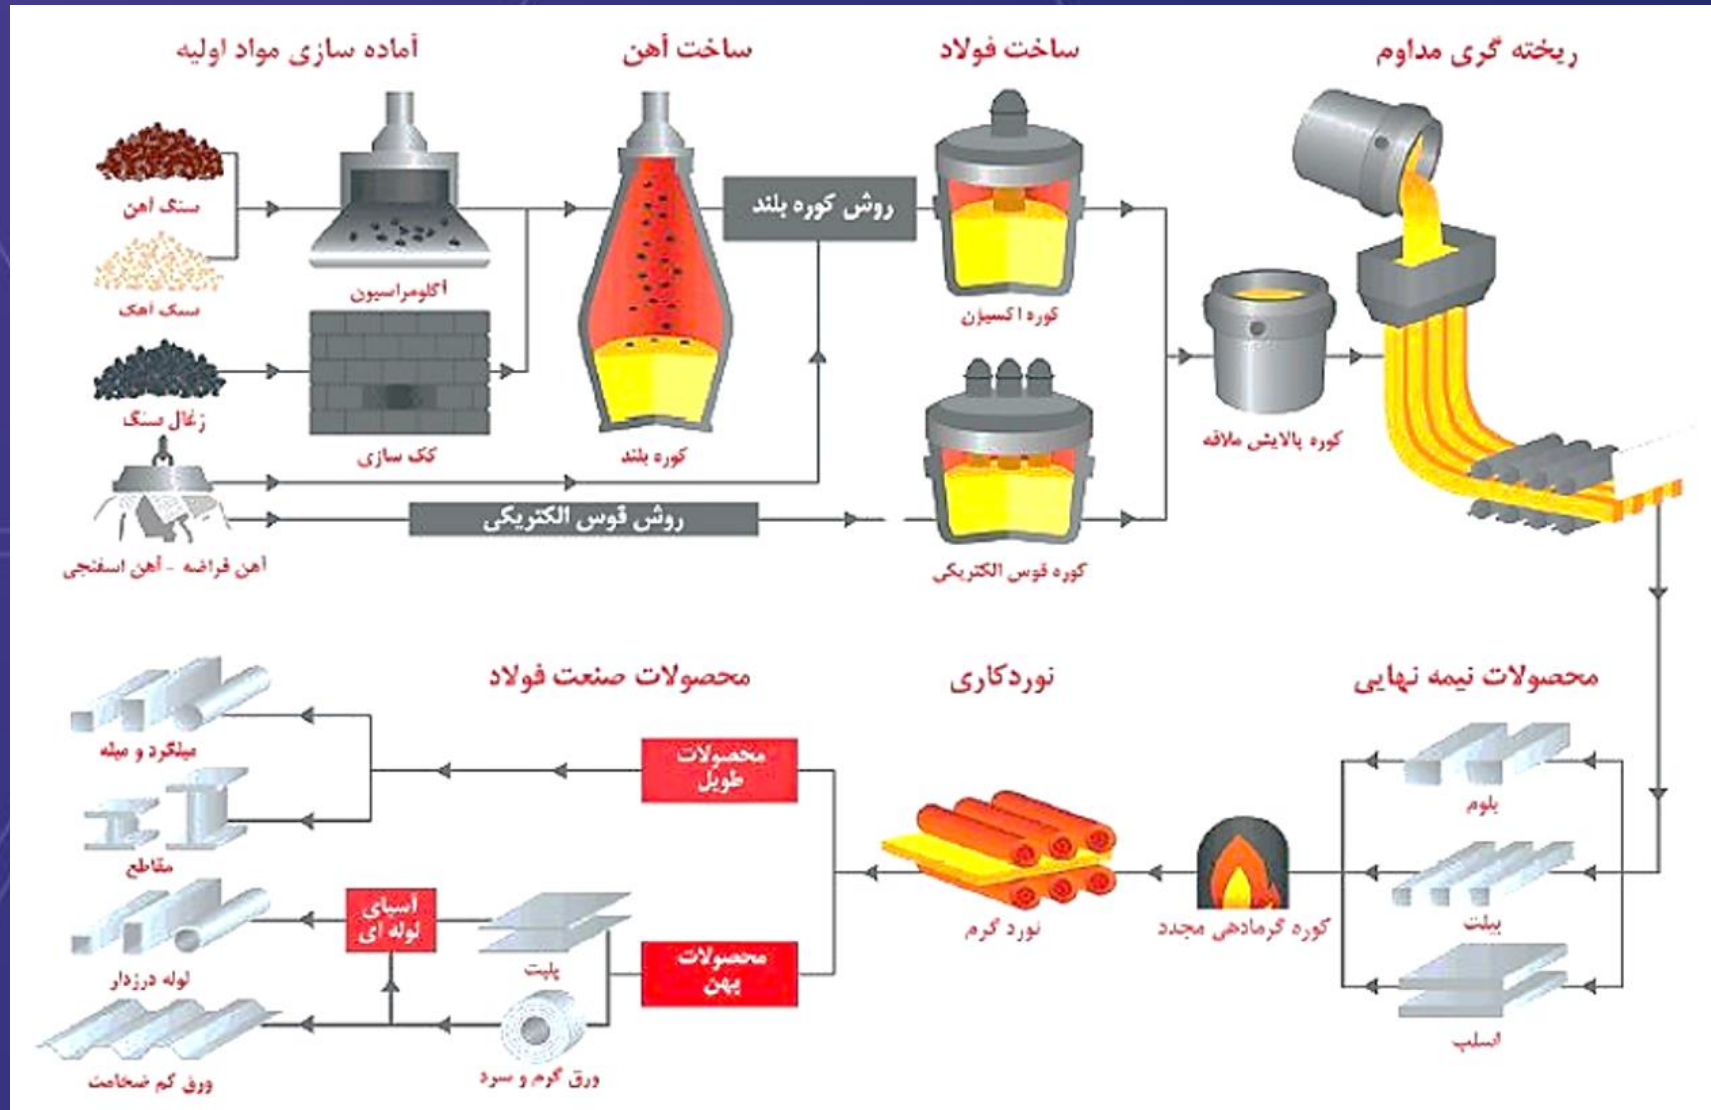 آماده سازی مواد اولیه
ساخت آهن
ساخت فولاد
ریخته گری مداوم
سنگ آهن
سنگ آهک
زغال سنگ
آهن قراضه - آهن اسفنجی
آگلومراسیون
کک سازی
کوره بلند
روش کوره بلند
روش قوس الکتریکی
کوره اکسیژن
کوره قوس الکتریکی
کوره پالایش ملاقه
محصولات صنعت فولاد
نوردکاری
محصولات نیمه نهایی
بلوم
بیلت
اسلب
کوره گرمادهی مجدد
نورد گرم
محصولات
طویل
محصولات
پهن
میلگرد و میله
مقاطع
آسیای
لوله ای
پلیت
لوله درزدار
ورق گرم و سرد
ورق کم ضخامت